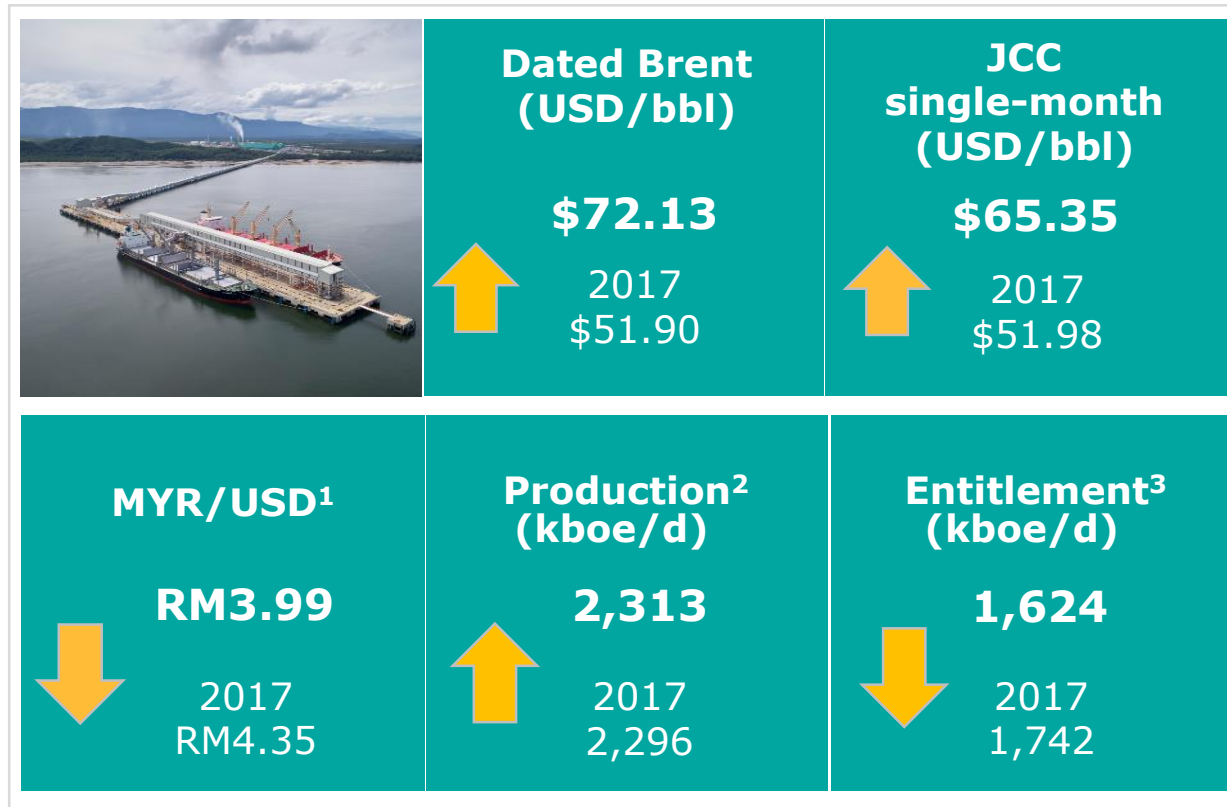 Dated Brent
(USD/bbl)
$72.13
2017
$51.90
JCC
single-month
(USD/bbl)
$65.35
2017
$51.98
MYR/USD¹
RM3.99
2017
RM4.35
Production²
(kboe/d)
2,313
2017
2,296
Entitlement³
(kboe/d)
1,624
2017
1,742